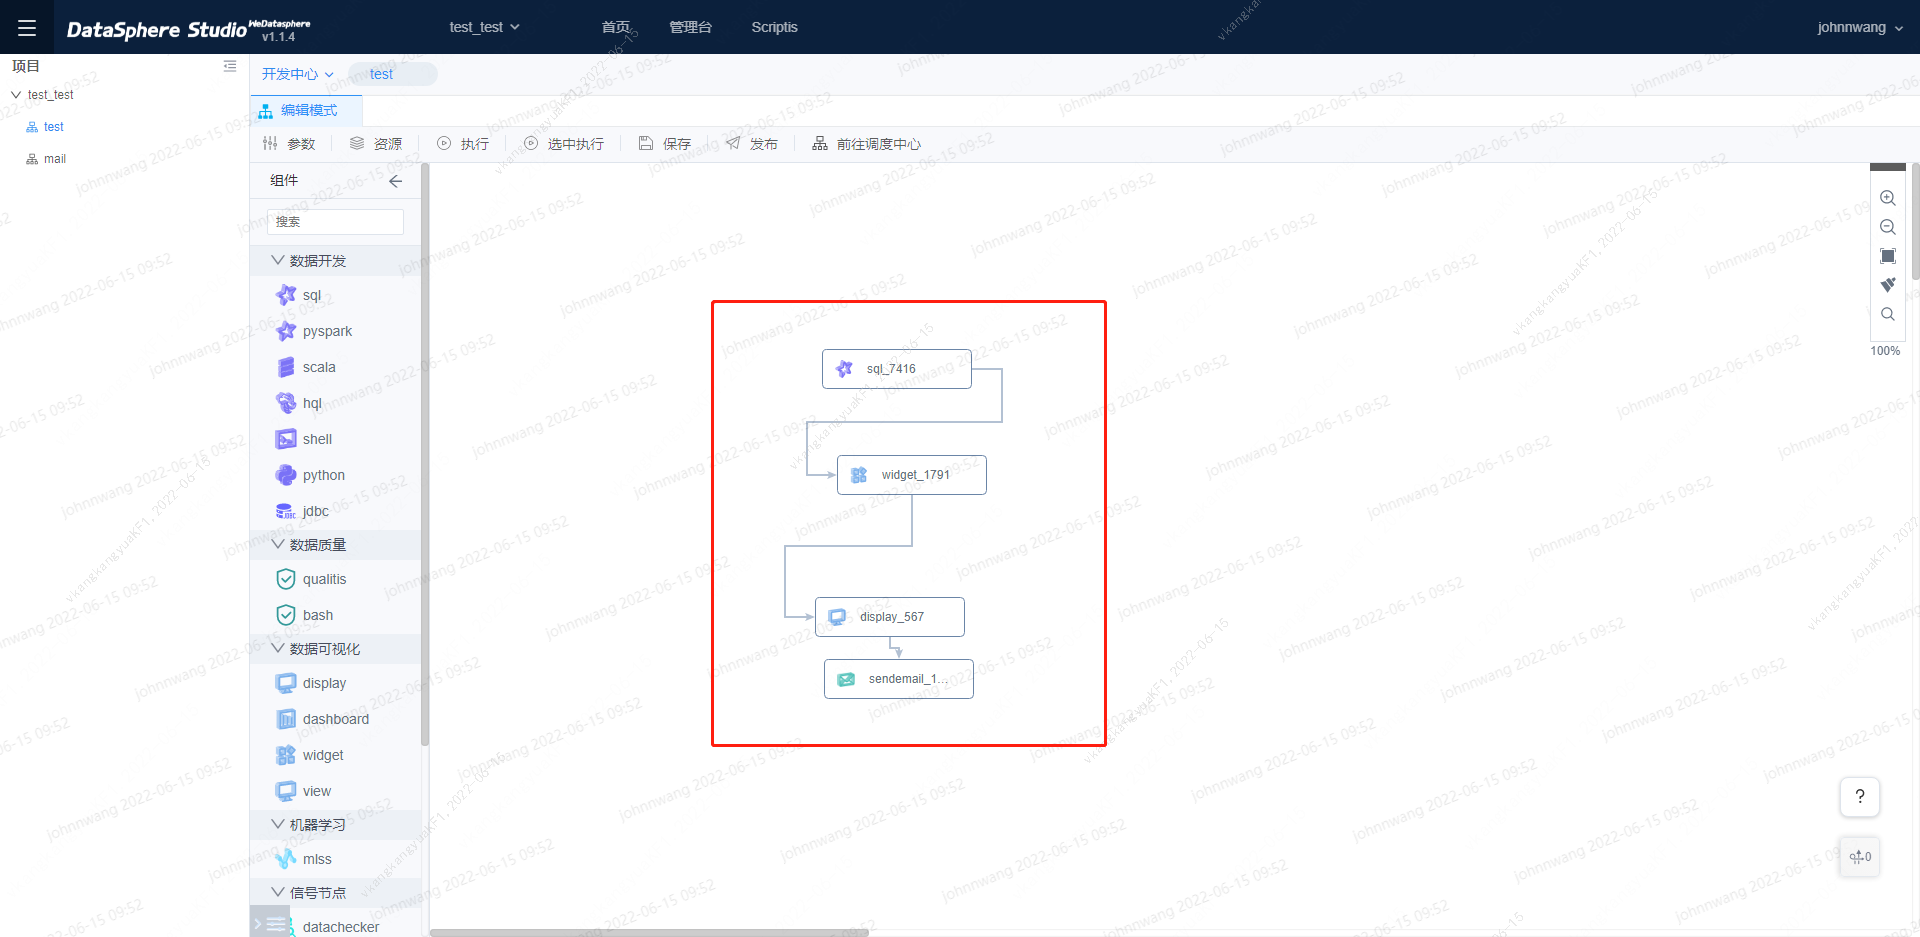 DataSphere Studio
WeDatasphere
v1.1.4
test_test
首页
管理台
Scriptis
johnnwang
项目
test_test
test
mail
开发中心
test
编辑模式
参数
资源
执行
选中执行
保存
发布
前往调度中心
组件
搜索
数据开发
sql
pyspark
scala
hql
shell
python
jdbc
数据质量
qualitis
bash
数据可视化
display
dashboard
widget
view
机器学习
mlss
信号节点
datachecker
sql_7416
widget_1791
display_567
sendemail_1...
100%
?
0
johnnwang 2022-06-15 09:52
vkangkangyuaKF1, 2022-06-15